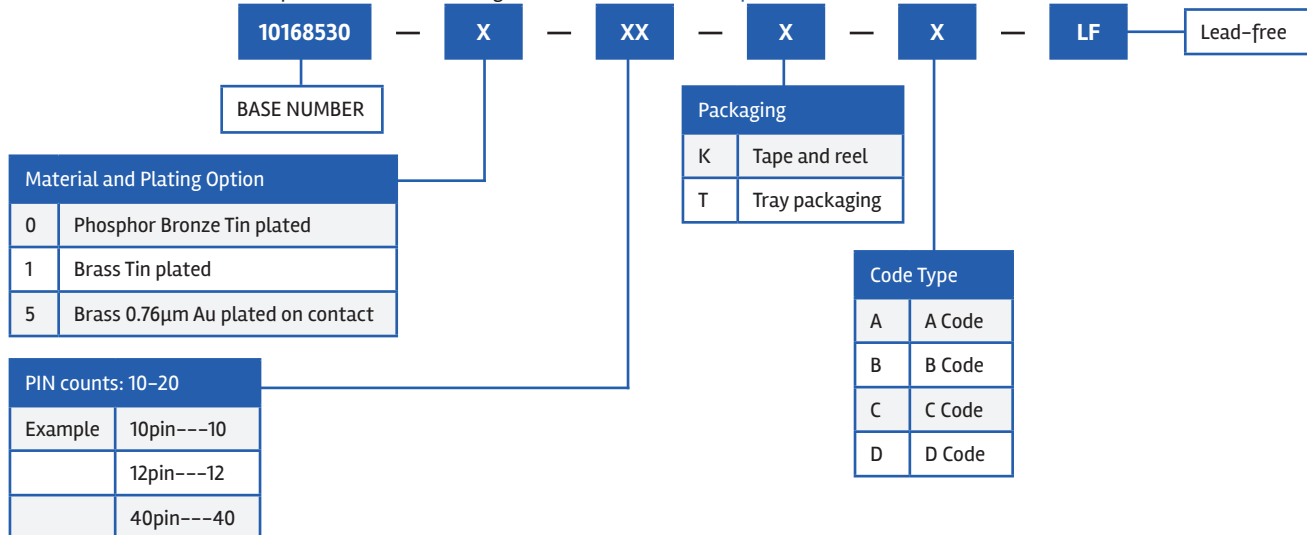 10168530 — X — XX — X — X — LF Lead-free
BASE NUMBER
Material and Plating Option
0 Phosphor Bronze Tin plated
1 Brass Tin plated
5 Brass 0.76μm Au plated on contact
PIN counts: 10-20
Example 10pin---10
12pin---12
40pin---40
Packaging
K Tape and reel
T Tray packaging
Code Type
A A Code
B B Code
C C Code
D D Code